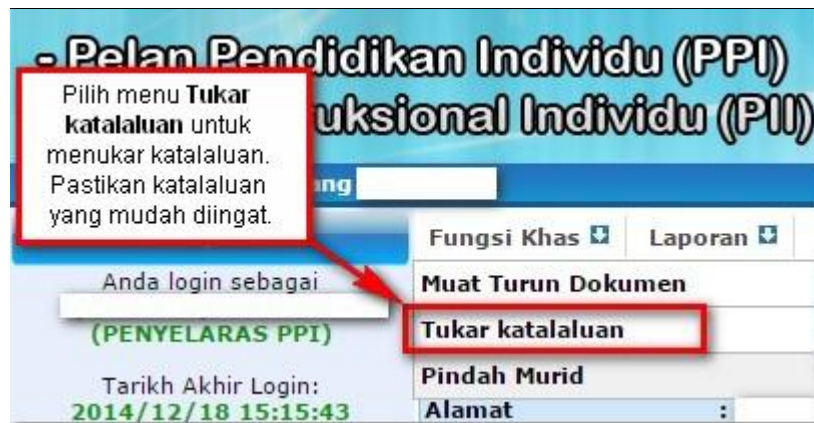 - Pelan Pendidikan Individu (PPI)
uksional Individu (PII)
Pilih menu Tukar
katalaluan untuk
menukar katalaluan.
Pastikan katalaluan
yang mudah diingat.
ang
Fungsi Khas Laporan
Anda login sebagai
(PENYELARAS PPI)
Tarikh Akhir Login:
2014/12/18 15:15:43
Muat Turun Dokumen
Tukar katalaluan
Pindah Murid
Alamat :